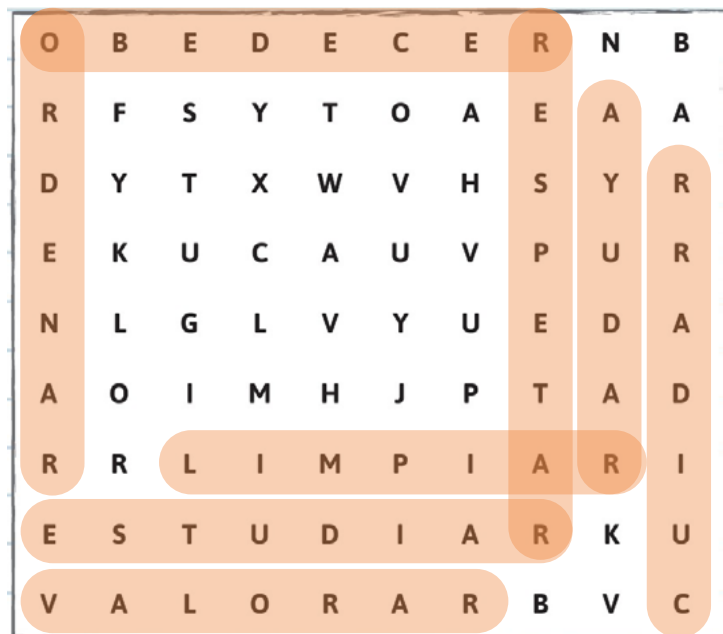 O B E D E C E R N B
R F S Y T O A E A A
D Y T X W V H S Y R
E K U C A U V P U R
N L G L V Y U E D A
A O I M H J P T A D
R R L I M P I A R I
E S T U D I A R K U
V A L O R A R B V C